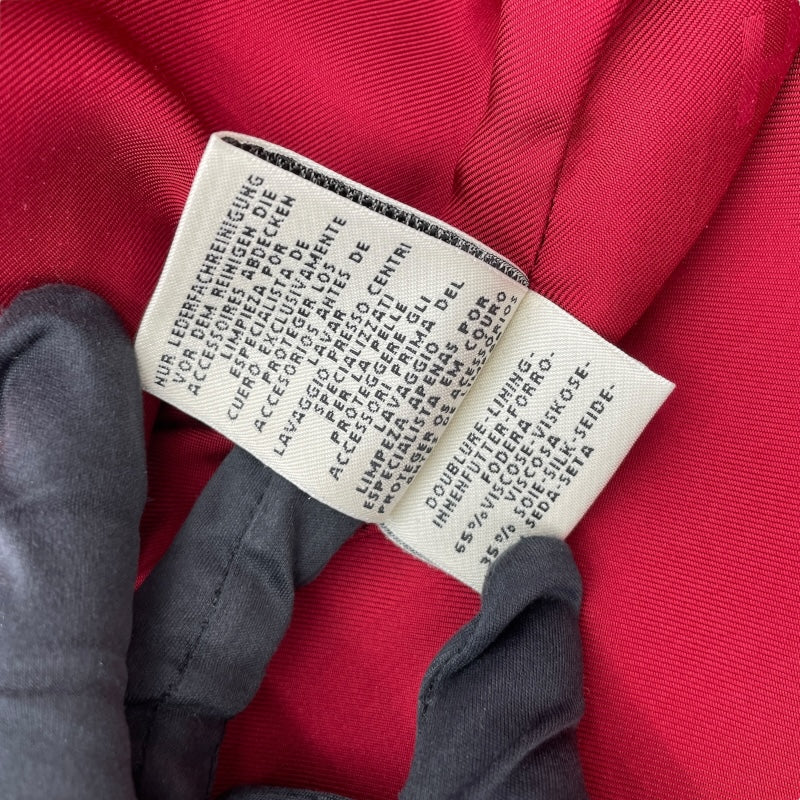 NUR LEDERFACHREINIGUNG
VOR DEM REINIGEN DIE
ACCESSOIRES ABDECKEN
LIMPIEZA POR
ESPECIALISTA DE
CUERO EXCLUSIVAMENTE
PROTEGER LOS
ACCESORIOS ANTES DE
LAVAR
LAVAGGIO PRESSO CENTRI
SPECIALIZZATI
PER LA PELLE
PROTEGGERE GLI
ACCESSORI PRIMA DEL
LAVAGGIO
LIMPEZA APENAS POR
ESPECIALISTA EM COURO
PROTEGER OS ACESSÓRIOS
DOUBLURE-LINING-
INNENFUTTER-FORRO-
FODERA
65%VISCOSE-VISKOSE-
VISCOSA
35% SOIE-SILK-SEIDE-
SEDA-SETA